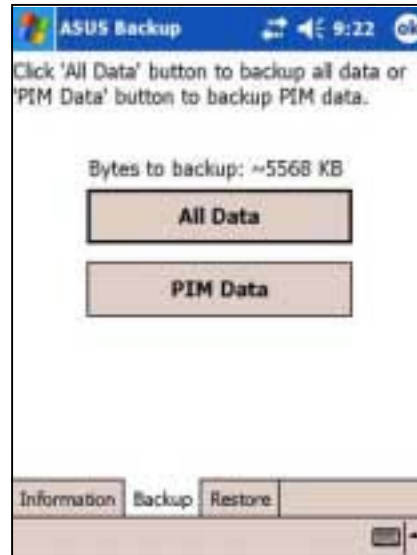 ASUS Backup 9:22 ok
Click 'All Data' button to backup all data or
'PIM Data' button to backup PIM data.
Bytes to backup: ~5568 KB
All Data
PIM Data
Information Backup Restore